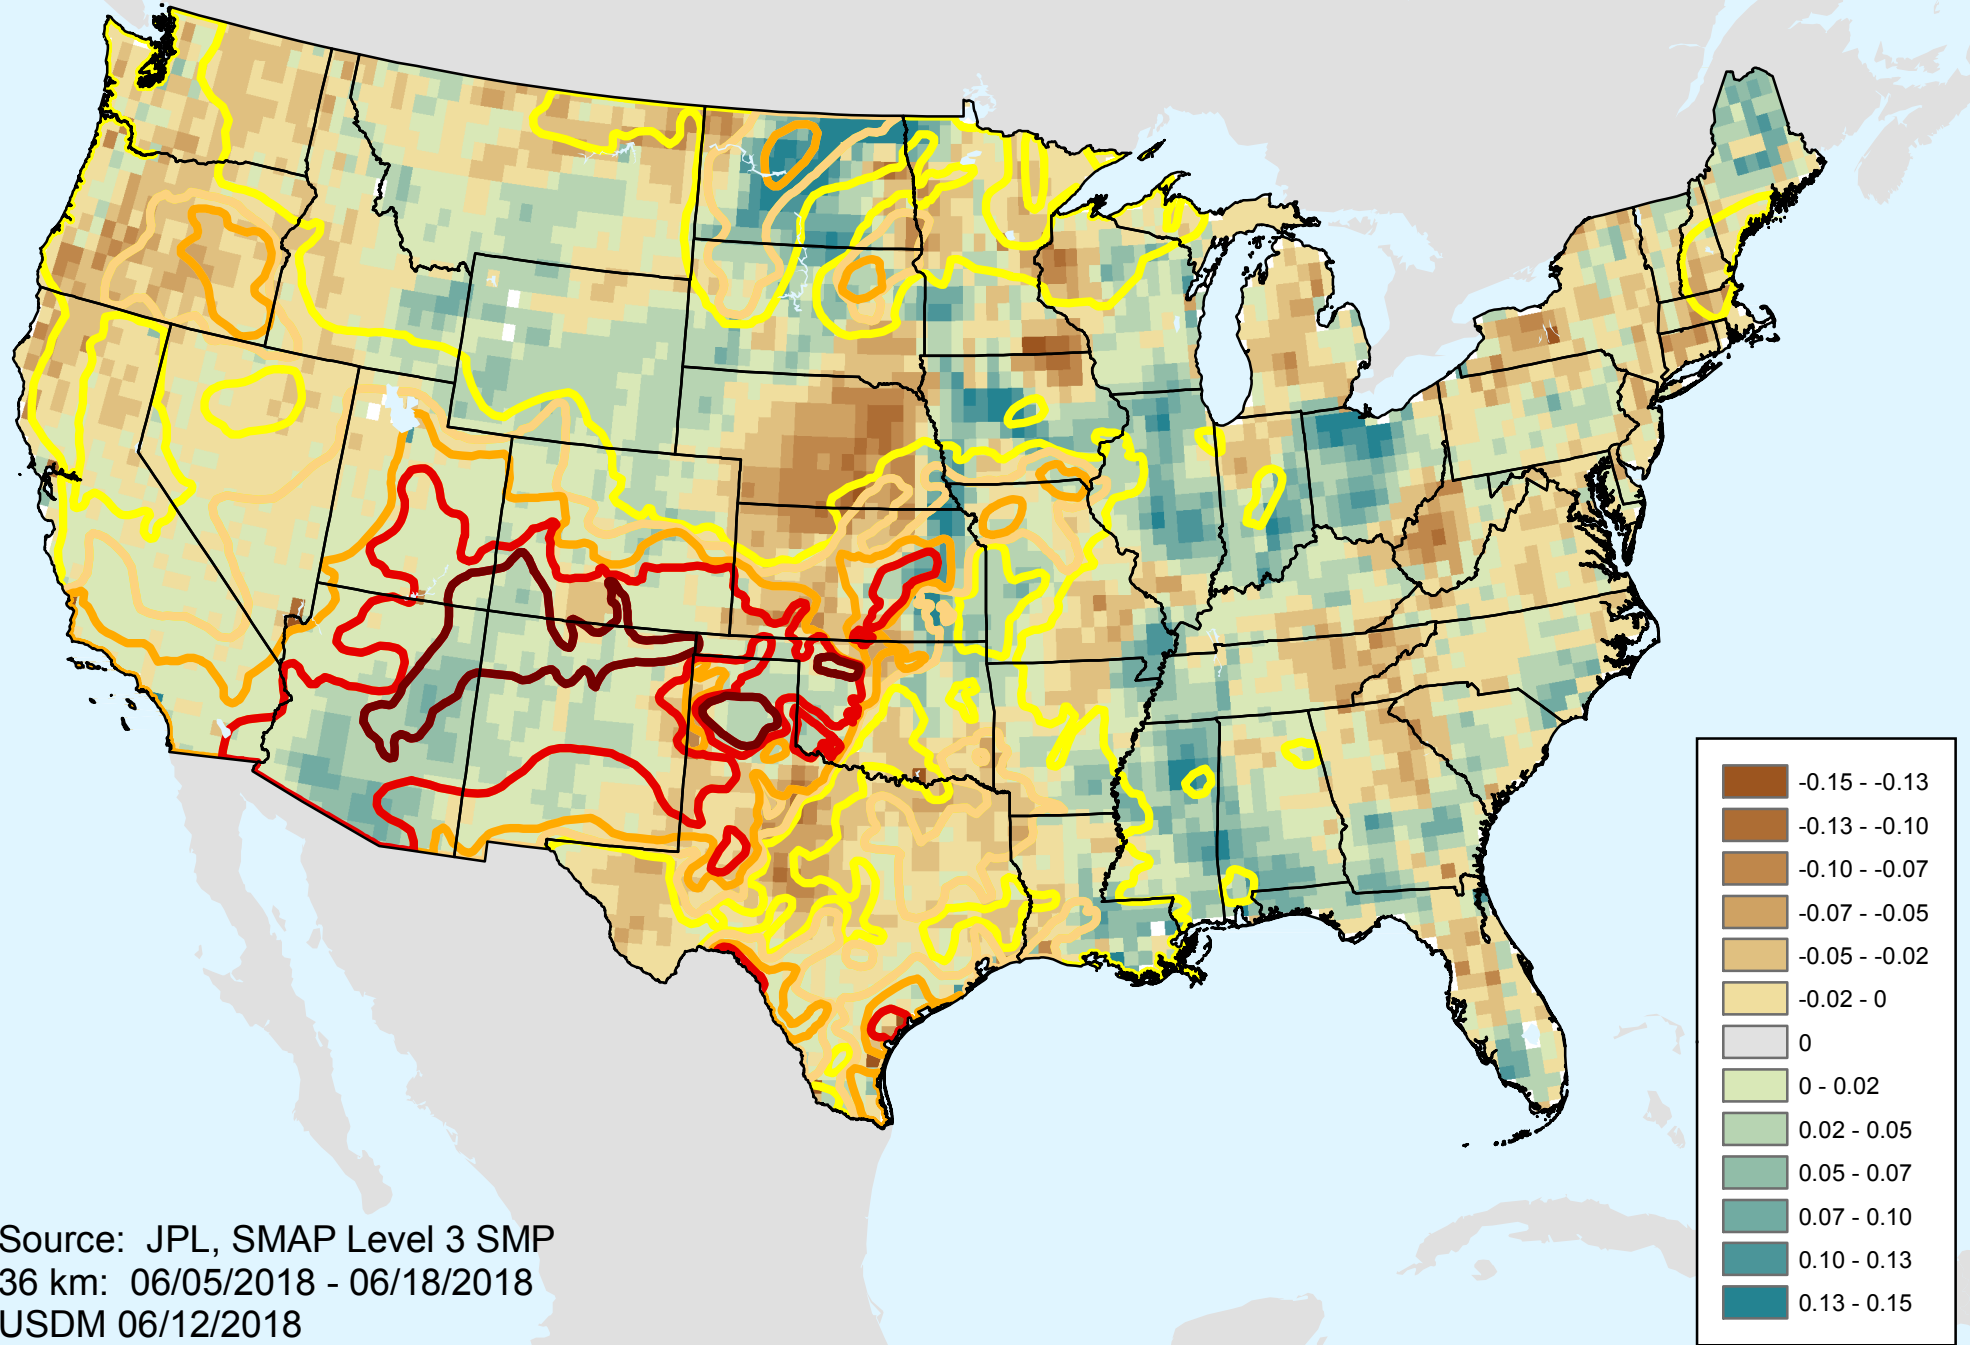 -0.15 - -0.13
-0.13 - -0.10
-0.10 - -0.07
-0.07 - -0.05
-0.05 - -0.02
-0.02 - 0
0
0 - 0.02
0.02 - 0.05
0.05 - 0.07
0.07 - 0.10
0.10 - 0.13
0.13 - 0.15
Source: JPL, SMAP Level 3 SMP
36 km: 06/05/2018 - 06/18/2018
USDM 06/12/2018